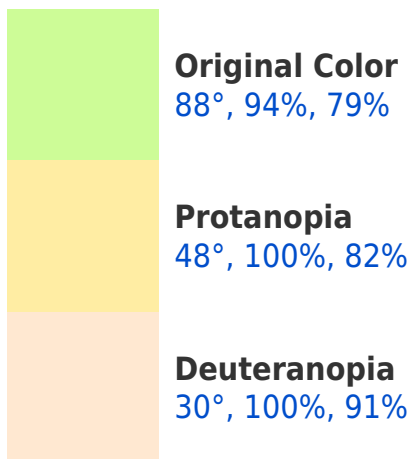 Original Color
88°, 94%, 79%
Protanopia
48°, 100%, 82%
Deuteranopia
30°, 100%, 91%